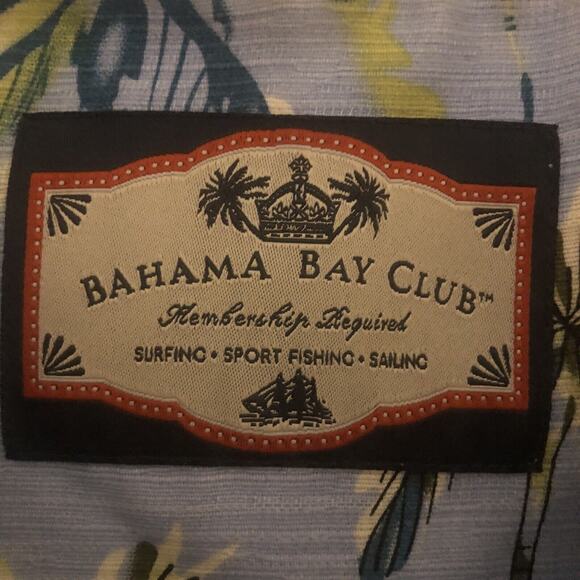 BAHAMA BAY CLUB™
Membership Required
SURFING • SPORT FISHING • SAILING